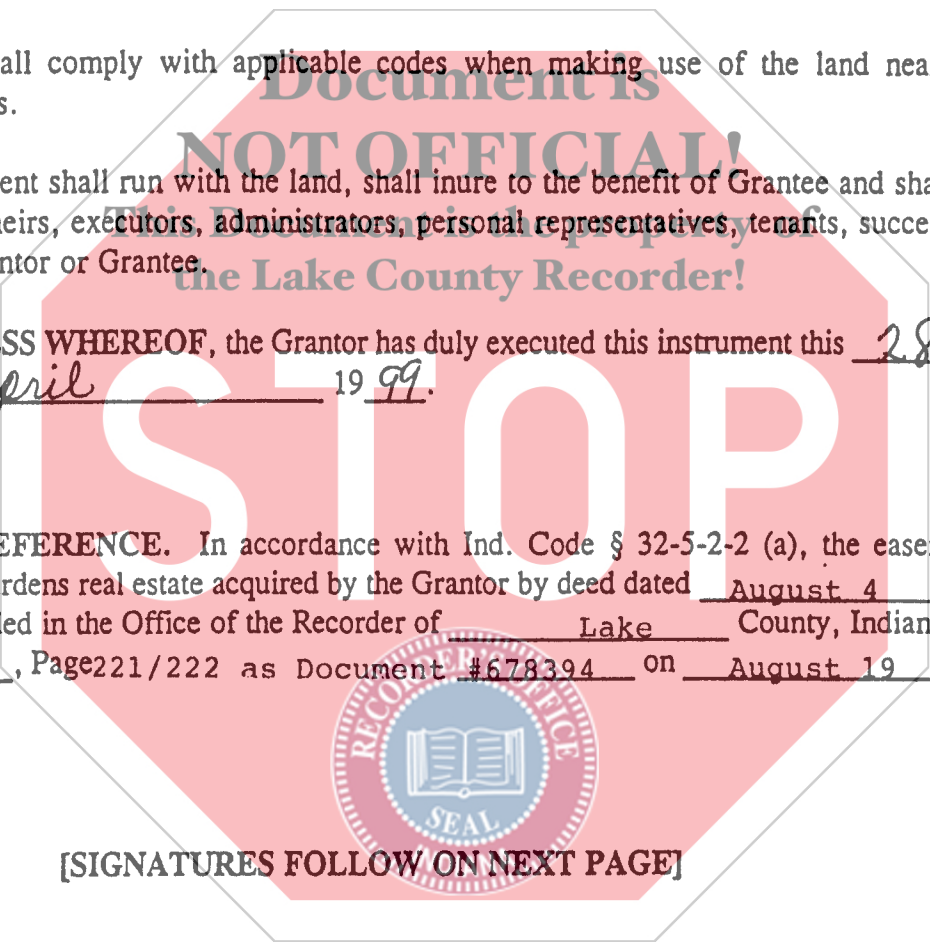 all comply with applicable codes when making use of the land nea
s.
Document is
NOT OFFICIAL!
This Document is the property of
the Lake County Recorder!
ent shall run with the land, shall inure to the benefit of Grantee and sha
heirs, executors, administrators, personal representatives, tenants, succe
ntor or Grantee.
SS WHEREOF, the Grantor has duly executed this instrument this 28
pril 19 99.
STOP
EFERENCE. In accordance with Ind. Code § 32-5-2-2 (a), the ease
rdens real estate acquired by the Grantor by deed dated August 4
ed in the Office of the Recorder of Lake County, Indian
, Page221/222 as Document #678394 on August 19
RECORDER'S OFFICE
SEAL
INDIANA
[SIGNATURES FOLLOW ON NEXT PAGE]